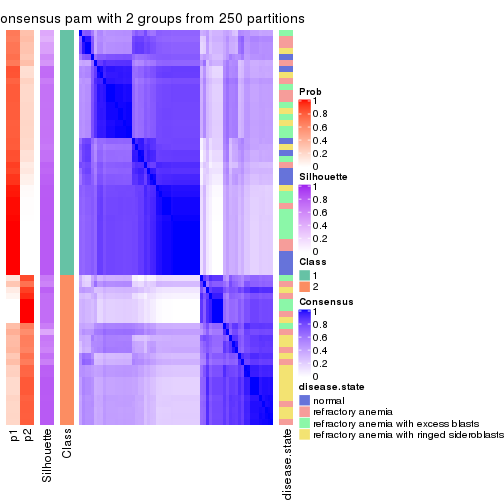 onsensus pam with 2 groups from 250 partitions
Prob
1
0.8
0.6
0.4
0.2
0
Silhouette
1
0.8
0.6
0.4
0.2
0
Class
1
2
Consensus
1
0.8
0.6
0.4
0.2
0
disease.state
normal
refractory anemia
refractory anemia with excess blasts
refractory anemia with ringed sideroblasts
p1
p2
Silhouette
Class
disease.state